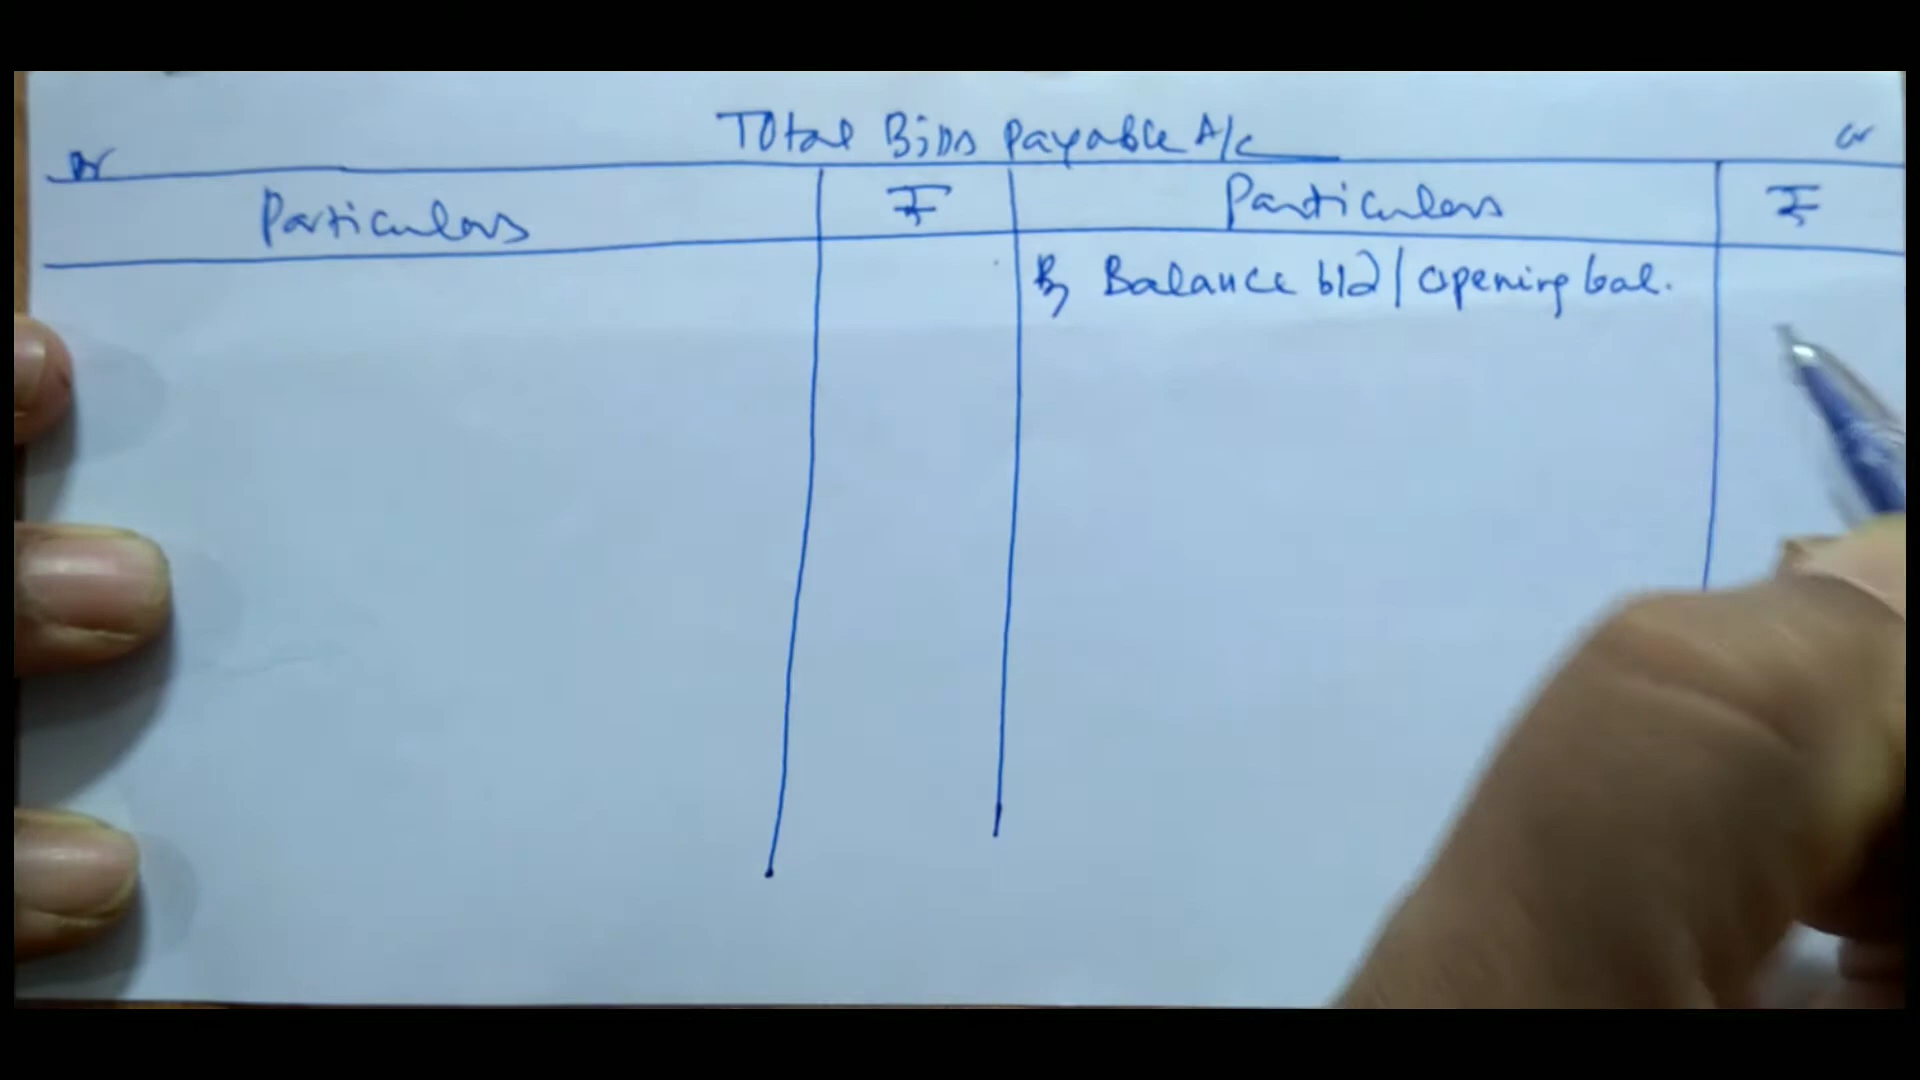 Total Bills Payable A/c
Dr Cr
Particulars ₹ Particulars ₹
By Balance b/d / opening bal.